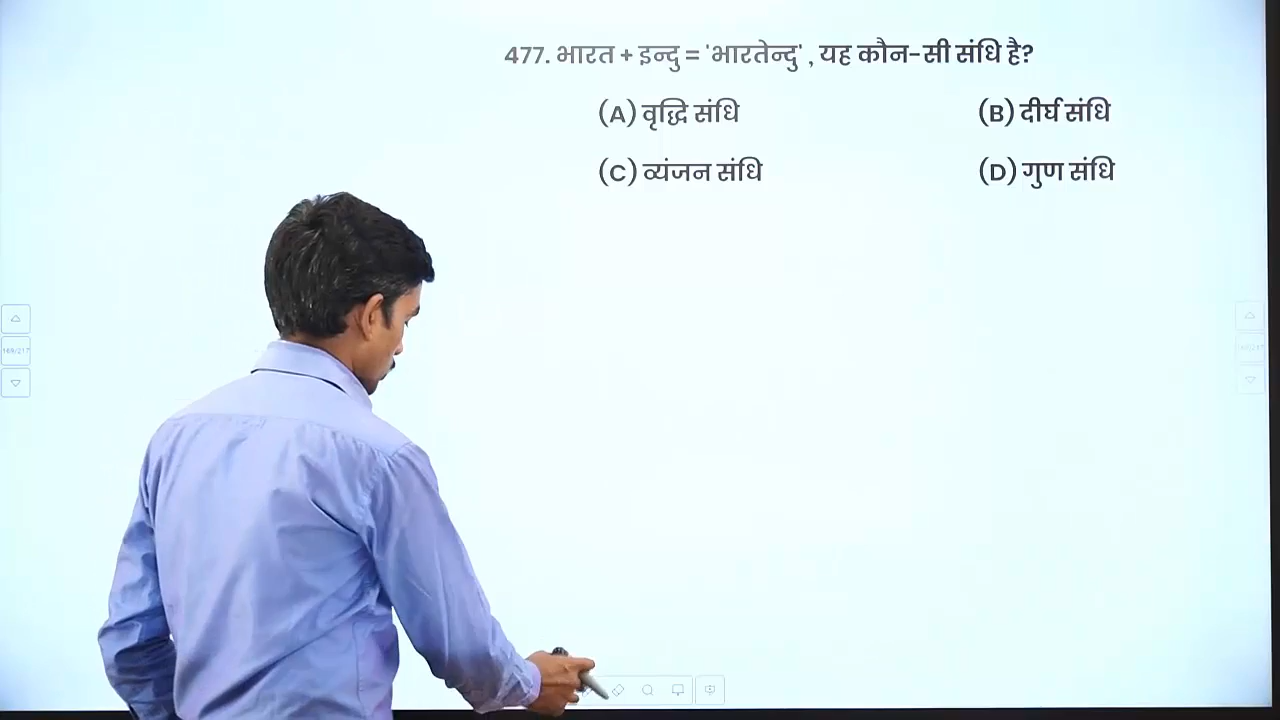 477. भारत + इन्दु = 'भारतेन्दु' , यह कौन-सी संधि है?
(A) वृद्धि संधि (B) दीर्घ संधि
(C) व्यंजन संधि (D) गुण संधि